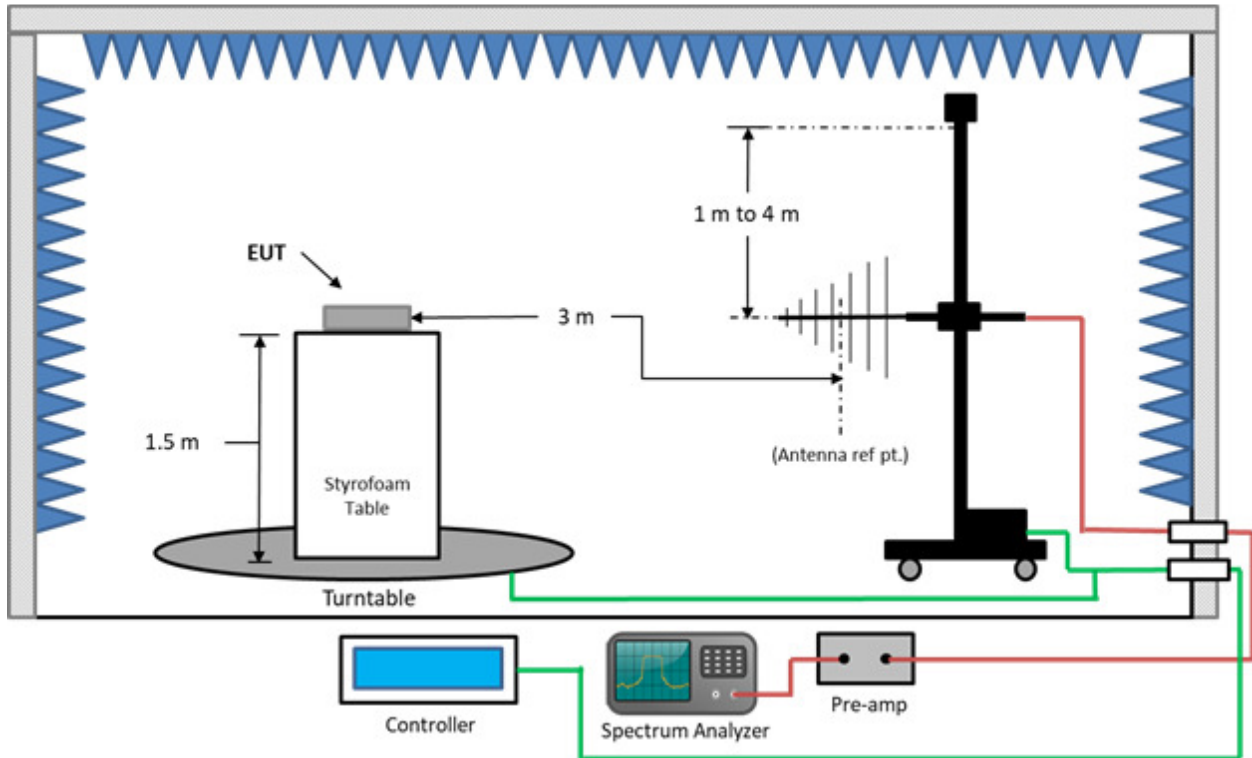 1 m to 4 m
EUT
3 m
1.5 m
(Antenna ref pt.)
Styrofoam
Table
Turntable
Controller
Spectrum Analyzer
Pre-amp